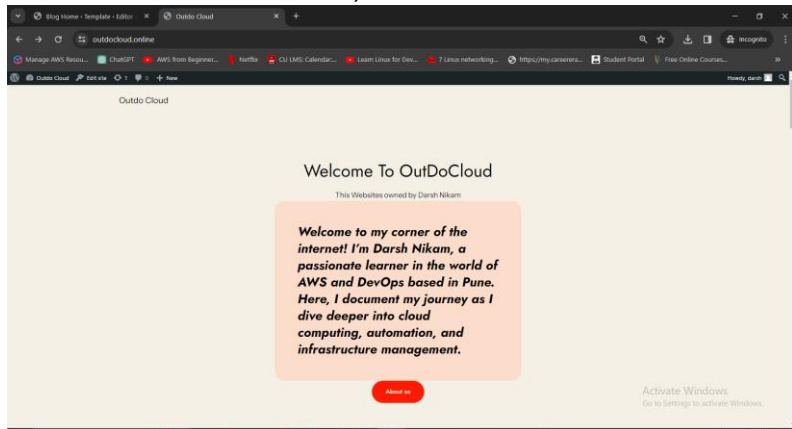 Blog Home ‹ Template ‹ Editor
Outdo Cloud
outdocloud.online
Incognito
Manage AWS Resou...
ChatGPT
AWS from Beginner...
Netflix
CU LMS: Calendar:...
Learn Linux for Dev...
7 Linux networking...
https://my.careerera...
Student Portal
Free Online Courses...
Outdo Cloud
Edit site
1
0
New
Howdy, darsh
Outdo Cloud
Welcome To OutDoCloud
This Websites owned by Darsh Nikam
Welcome to my corner of the
internet! I'm Darsh Nikam, a
passionate learner in the world of
AWS and DevOps based in Pune.
Here, I document my journey as I
dive deeper into cloud
computing, automation, and
infrastructure management.
About us
Activate Windows
Go to Settings to activate Windows.